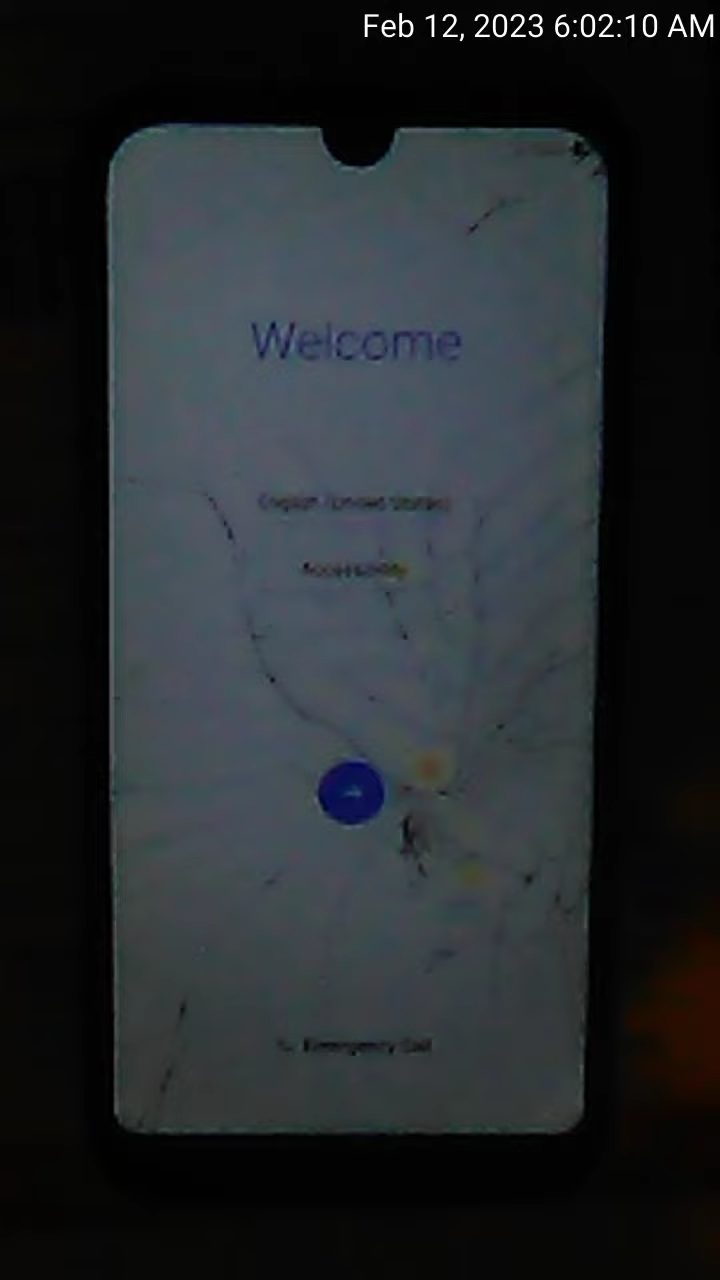 Feb 12, 2023 6:02:10 AM
Welcome
English (United States)
Accessibility
Emergency Call